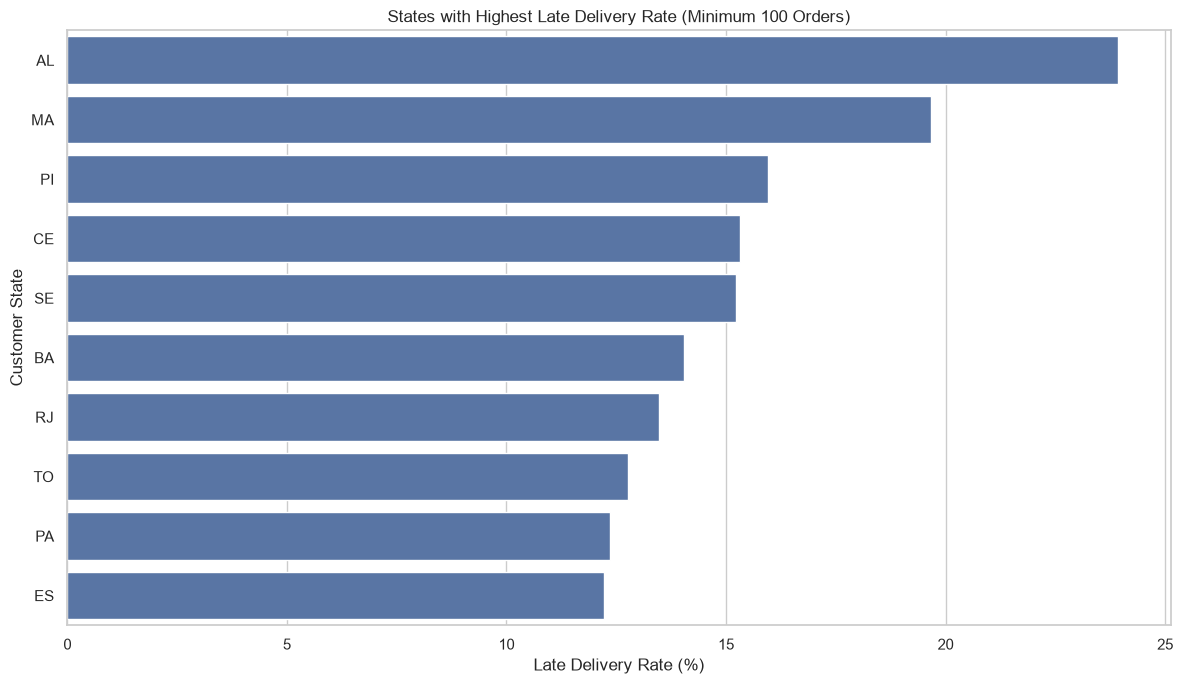 States with Highest Late Delivery Rate (Minimum 100 Orders)
Customer State
AL
MA
PI
CE
SE
BA
RJ
TO
PA
ES
0 5 10 15 20 25
Late Delivery Rate (%)